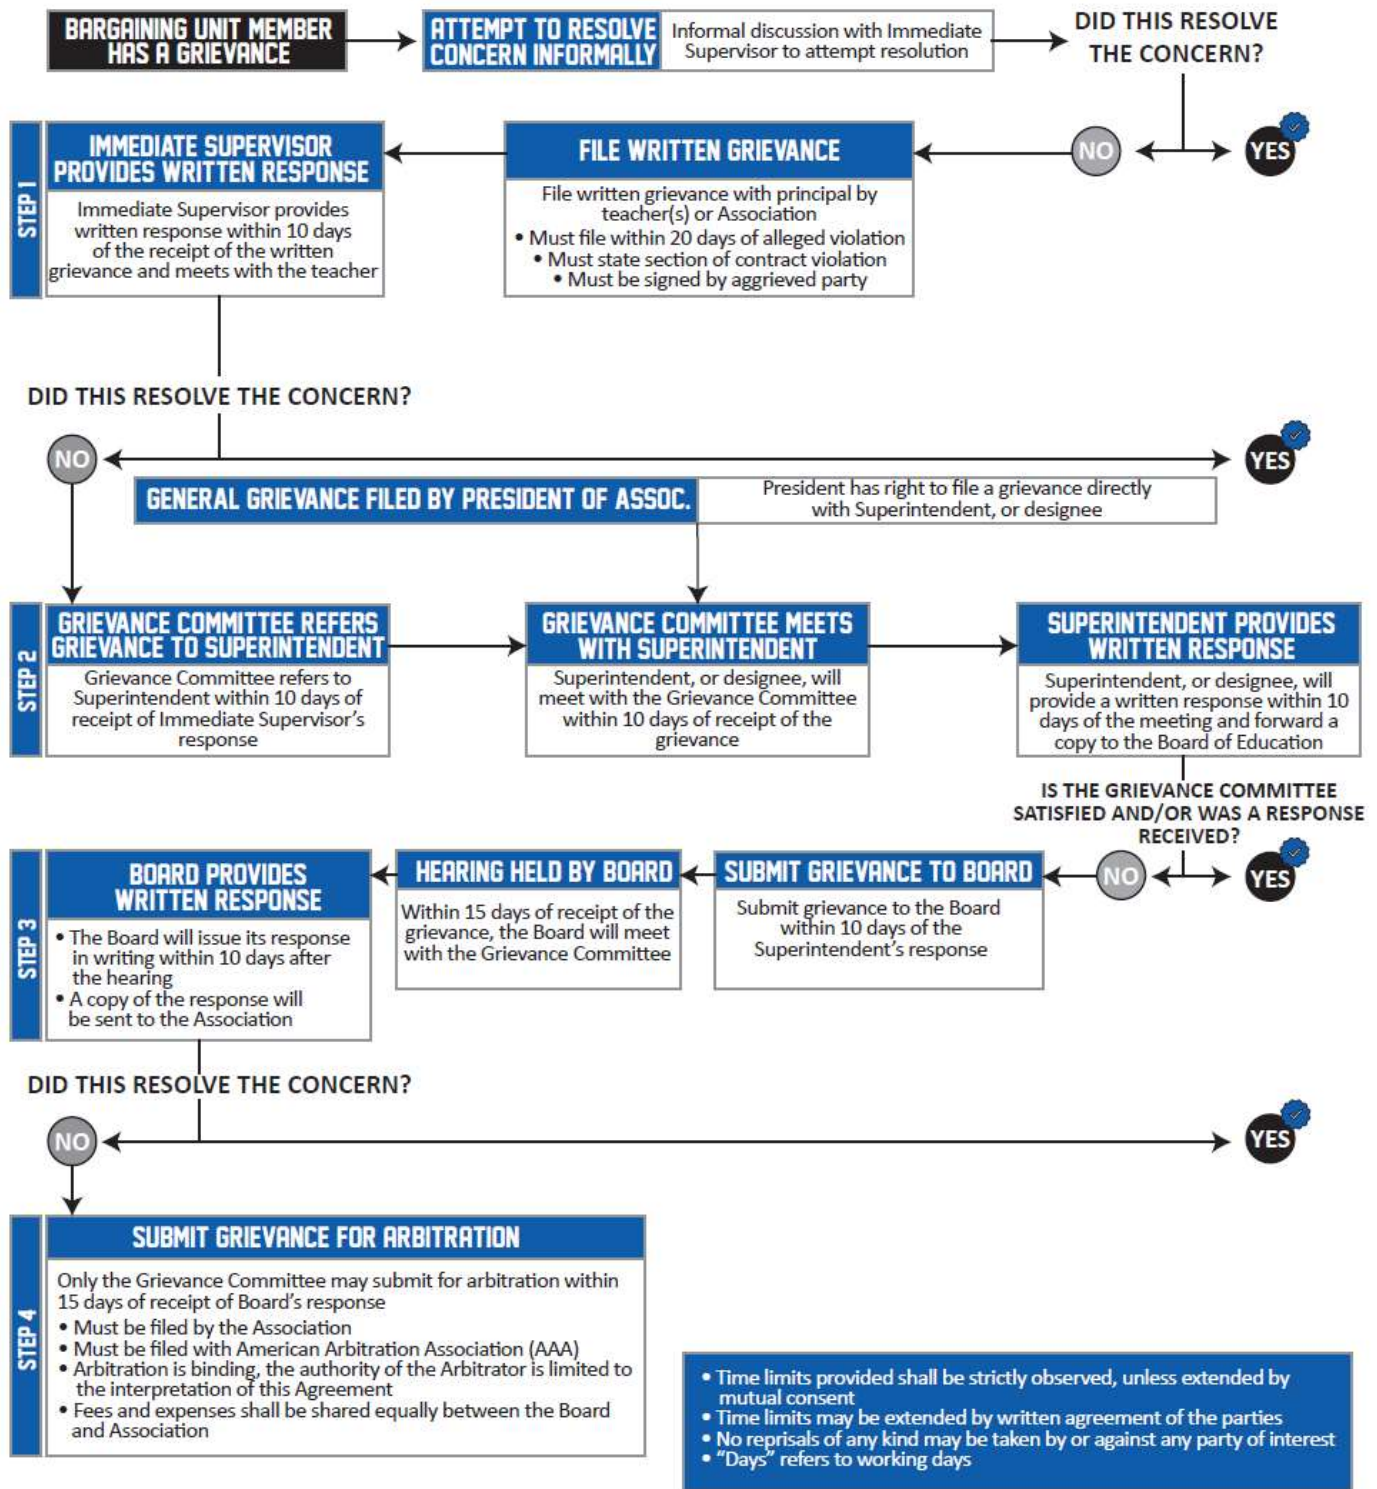 BARGAINING UNIT MEMBER
HAS A GRIEVANCE
ATTEMPT TO RESOLVE
CONCERN INFORMALLY
Informal discussion with Immediate
Supervisor to attempt resolution
DID THIS RESOLVE
THE CONCERN?
NO
YES
STEP 1
FILE WRITTEN GRIEVANCE
File written grievance with principal by
teacher(s) or Association
• Must file within 20 days of alleged violation
• Must state section of contract violation
• Must be signed by aggrieved party
IMMEDIATE SUPERVISOR
PROVIDES WRITTEN RESPONSE
Immediate Supervisor provides
written response within 10 days
of the receipt of the written
grievance and meets with the teacher
DID THIS RESOLVE THE CONCERN?
NO
YES
GENERAL GRIEVANCE FILED BY PRESIDENT OF ASSOC.
President has right to file a grievance directly
with Superintendent, or designee
STEP 2
GRIEVANCE COMMITTEE REFERS
GRIEVANCE TO SUPERINTENDENT
Grievance Committee refers to
Superintendent within 10 days of
receipt of Immediate Supervisor's
response
GRIEVANCE COMMITTEE MEETS
WITH SUPERINTENDENT
Superintendent, or designee, will
meet with the Grievance Committee
within 10 days of receipt of the
grievance
SUPERINTENDENT PROVIDES
WRITTEN RESPONSE
Superintendent, or designee, will
provide a written response within 10
days of the meeting and forward a
copy to the Board of Education
IS THE GRIEVANCE COMMITTEE
SATISFIED AND/OR WAS A RESPONSE
RECEIVED?
NO
YES
STEP 3
SUBMIT GRIEVANCE TO BOARD
Submit grievance to the Board
within 10 days of the
Superintendent's response
HEARING HELD BY BOARD
Within 15 days of receipt of the
grievance, the Board will meet
with the Grievance Committee
BOARD PROVIDES
WRITTEN RESPONSE
• The Board will issue its response
in writing within 10 days after
the hearing
• A copy of the response will
be sent to the Association
DID THIS RESOLVE THE CONCERN?
NO
YES
STEP 4
SUBMIT GRIEVANCE FOR ARBITRATION
Only the Grievance Committee may submit for arbitration within
15 days of receipt of Board's response
• Must be filed by the Association
• Must be filed with American Arbitration Association (AAA)
• Arbitration is binding, the authority of the Arbitrator is limited to
the interpretation of this Agreement
• Fees and expenses shall be shared equally between the Board
and Association
• Time limits provided shall be strictly observed, unless extended by
mutual consent
• Time limits may be extended by written agreement of the parties
• No reprisals of any kind may be taken by or against any party of interest
• "Days" refers to working days